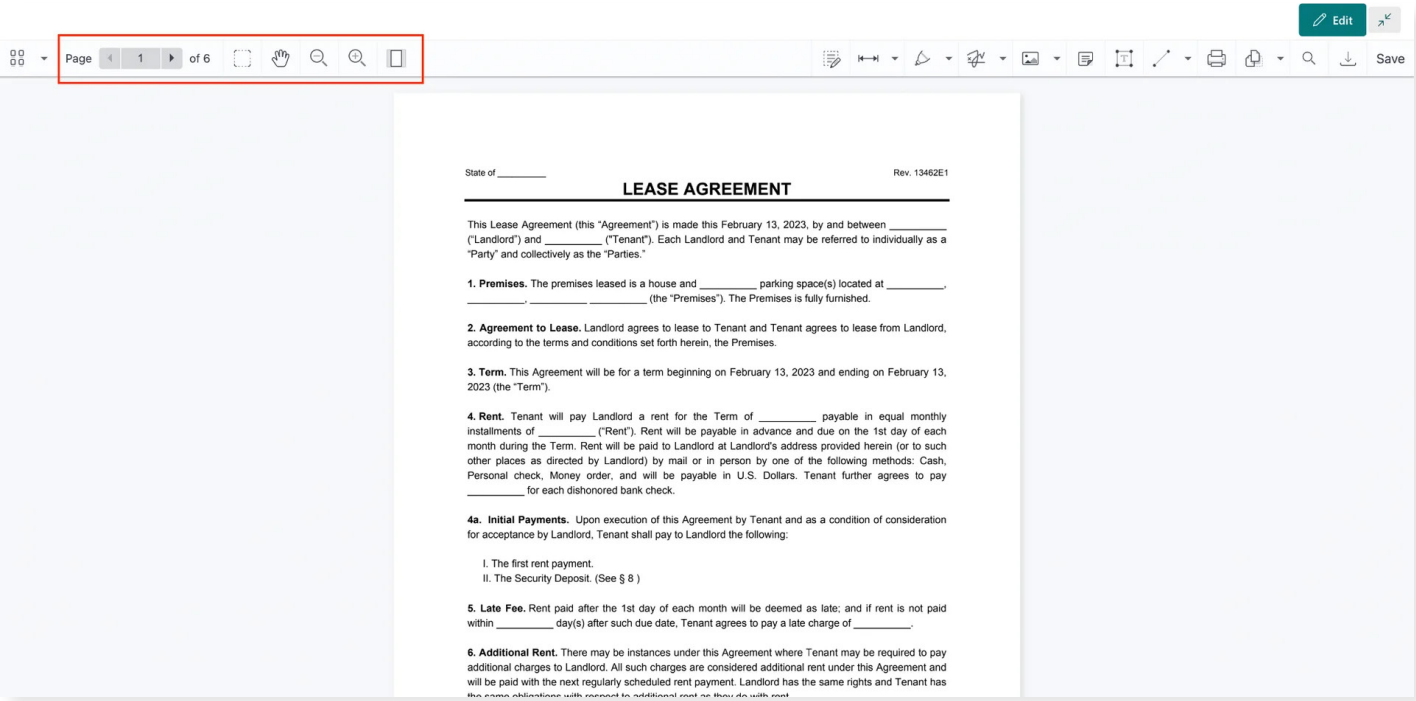 Edit
Page 1 of 6
Save
State of _________ Rev. 13462E1
LEASE AGREEMENT
This Lease Agreement (this “Agreement”) is made this February 13, 2023, by and between __________
(“Landlord”) and __________ ("Tenant"). Each Landlord and Tenant may be referred to individually as a
“Party” and collectively as the “Parties.”
1. Premises. The premises leased is a house and __________ parking space(s) located at __________,
__________, __________ __________ (the “Premises”). The Premises is fully furnished.
2. Agreement to Lease. Landlord agrees to lease to Tenant and Tenant agrees to lease from Landlord,
according to the terms and conditions set forth herein, the Premises.
3. Term. This Agreement will be for a term beginning on February 13, 2023 and ending on February 13,
2023 (the “Term”).
4. Rent. Tenant will pay Landlord a rent for the Term of __________ payable in equal monthly
installments of __________ (“Rent”). Rent will be payable in advance and due on the 1st day of each
month during the Term. Rent will be paid to Landlord at Landlord's address provided herein (or to such
other places as directed by Landlord) by mail or in person by one of the following methods: Cash,
Personal check, Money order, and will be payable in U.S. Dollars. Tenant further agrees to pay
__________ for each dishonored bank check.
4a. Initial Payments. Upon execution of this Agreement by Tenant and as a condition of consideration
for acceptance by Landlord, Tenant shall pay to Landlord the following:
I. The first rent payment.
II. The Security Deposit. (See § 8 )
5. Late Fee. Rent paid after the 1st day of each month will be deemed as late; and if rent is not paid
within __________ day(s) after such due date, Tenant agrees to pay a late charge of __________.
6. Additional Rent. There may be instances under this Agreement where Tenant may be required to pay
additional charges to Landlord. All such charges are considered additional rent under this Agreement and
will be paid with the next regularly scheduled rent payment. Landlord has the same rights and Tenant has
the same obligations with respect to additional rent as they do with rent.